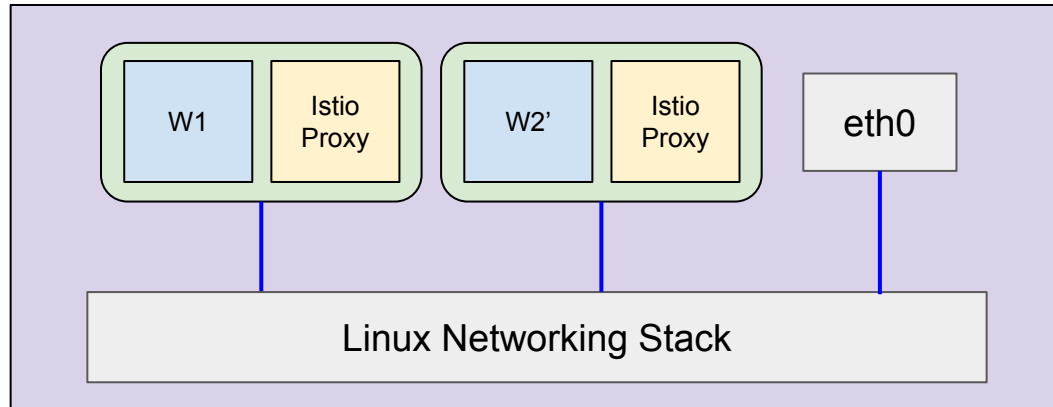 W1
Istio
Proxy
W2’
Istio
Proxy
eth0
Linux Networking Stack